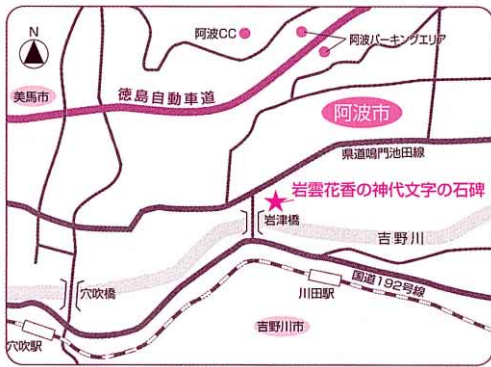 N
阿波CC
阿波パーキングエリア
美馬市
徳島自動車道
阿波市
県道鳴門池田線
岩雲花香の神代文字の石碑
岩津橋
吉野川
穴吹橋
川田駅
国道192号線
穴吹駅
吉野川市